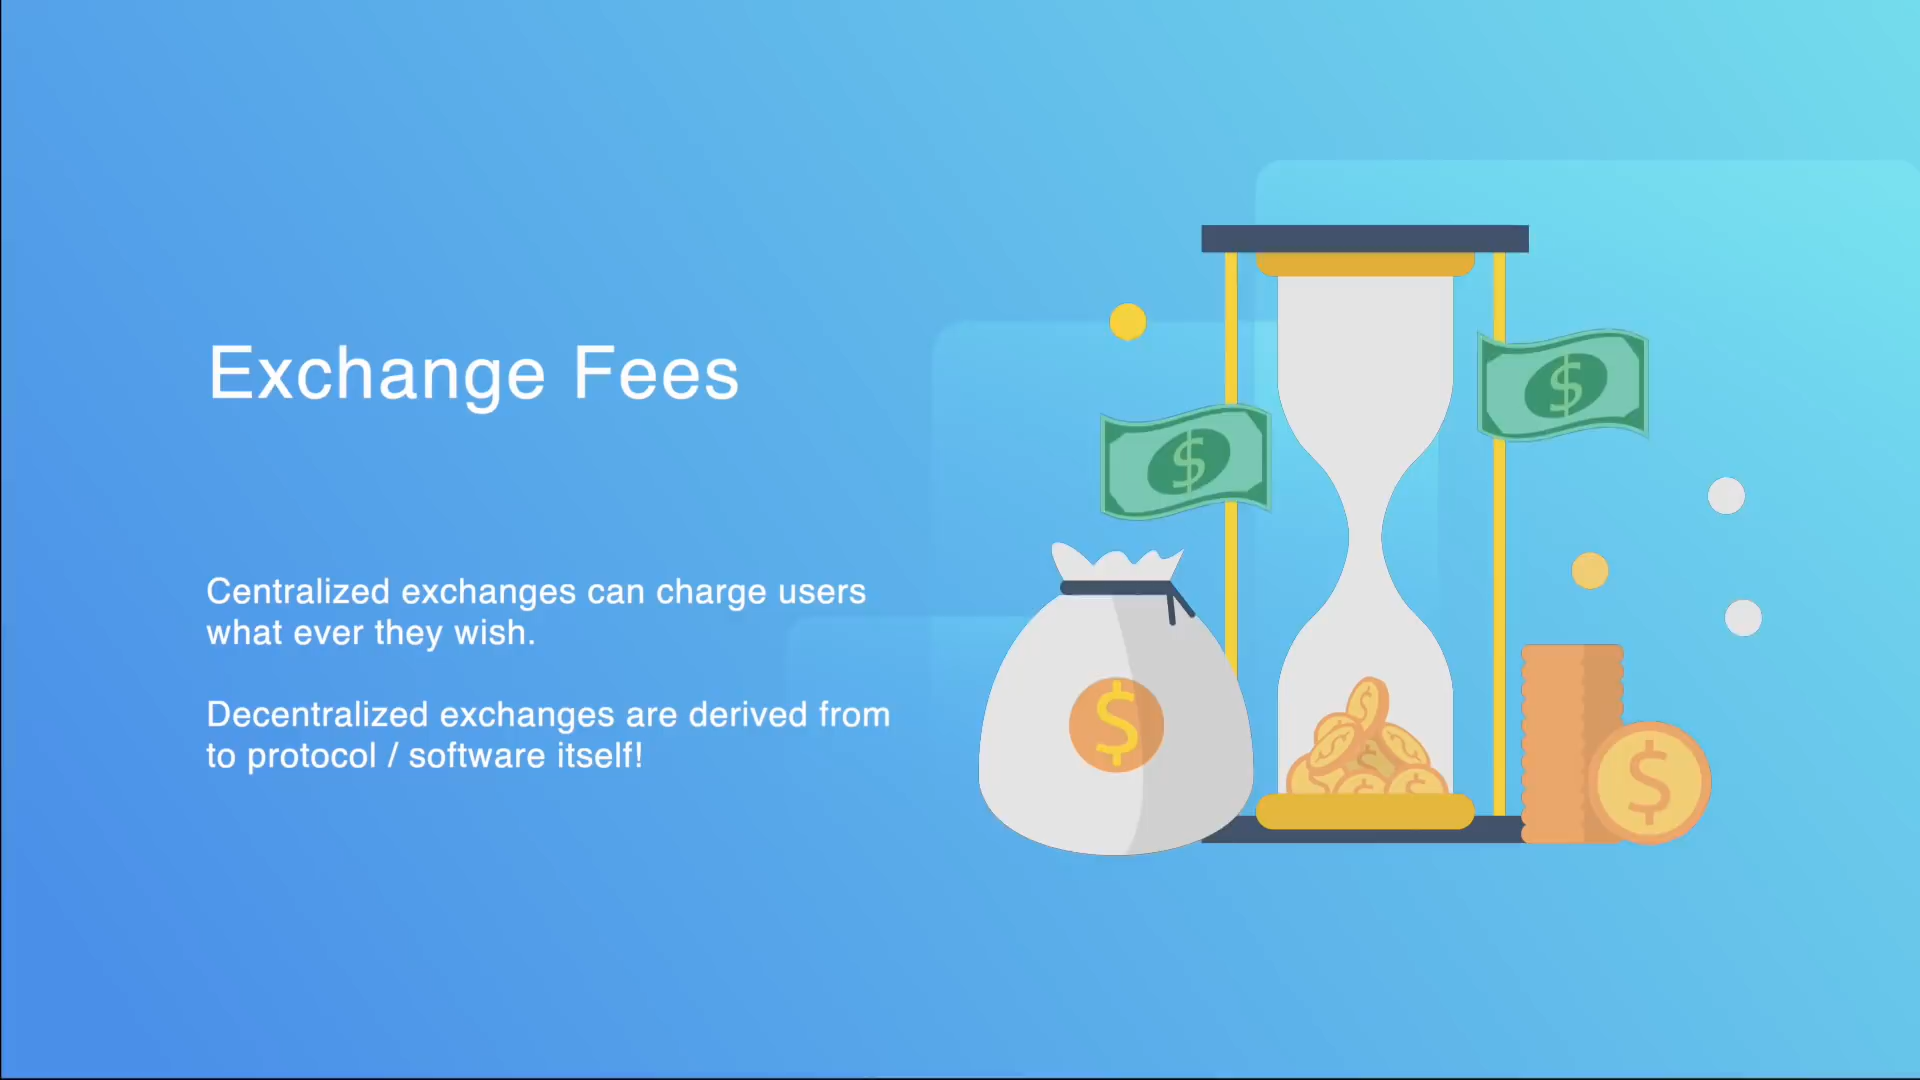 Exchange Fees
Centralized exchanges can charge users
what ever they wish.
Decentralized exchanges are derived from
to protocol / software itself!
$
$
$
$